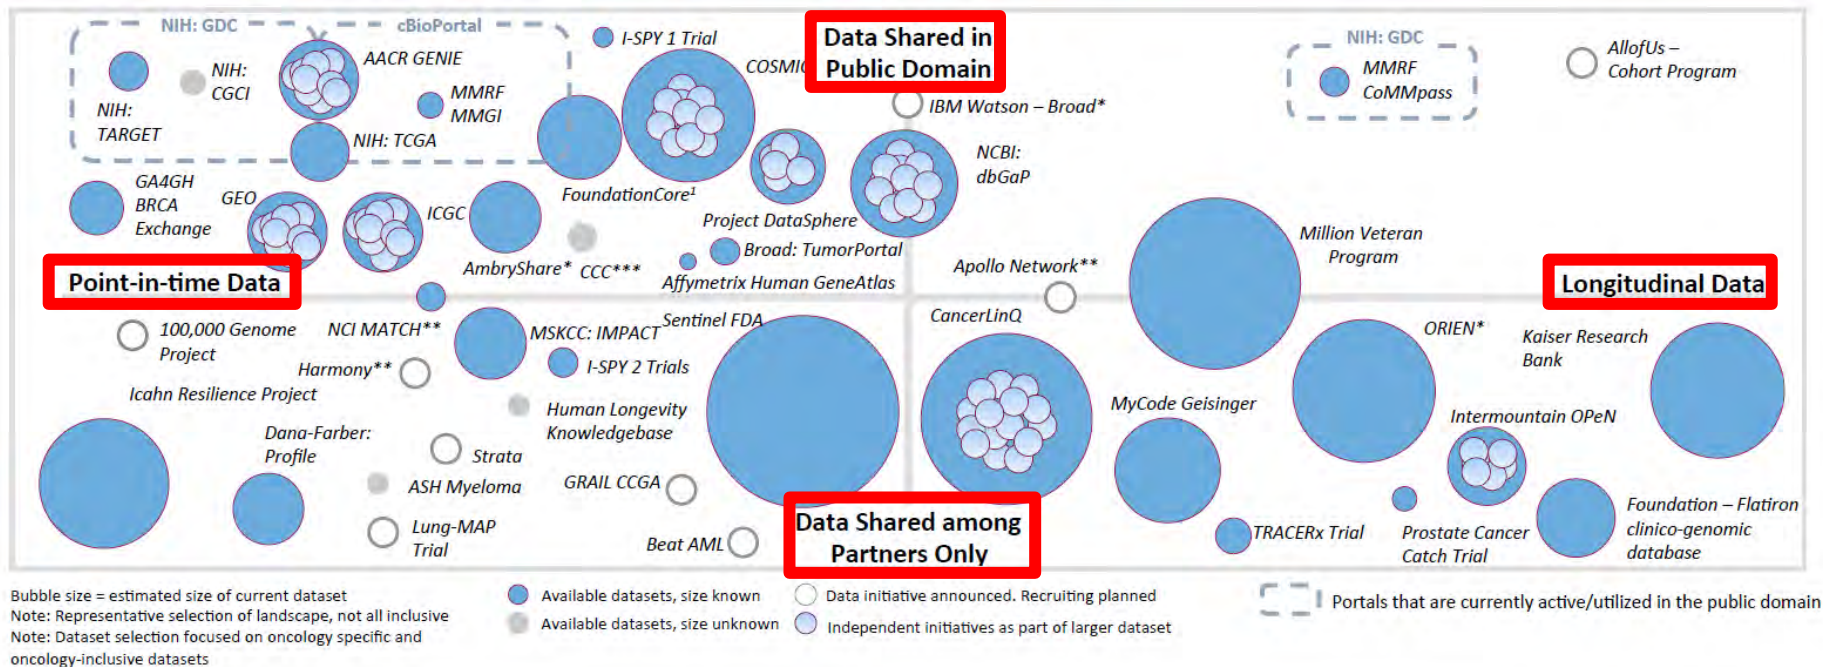 NIH: GDC
cBioPortal
NIH:
TARGET
NIH:
CGCI
AACR GENIE
MMRF
MMGI
NIH: TCGA
I-SPY 1 Trial
COSMIC
Data Shared in
Public Domain
IBM Watson – Broad*
NIH: GDC
MMRF
CoMMpass
AllofUs –
Cohort Program
GA4GH
BRCA
Exchange
GEO
ICGC
FoundationCore¹
Project DataSphere
NCBI:
dbGaP
AmbryShare*
CCC***
Broad: TumorPortal
Affymetrix Human GeneAtlas
Apollo Network**
Million Veteran
Program
Point-in-time Data
Longitudinal Data
100,000 Genome
Project
NCI MATCH**
Harmony**
MSKCC: IMPACT
I-SPY 2 Trials
Sentinel FDA
CancerLinQ
ORIEN*
Kaiser Research
Bank
Icahn Resilience Project
Human Longevity
Knowledgebase
MyCode Geisinger
Intermountain OPeN
Dana-Farber:
Profile
Strata
ASH Myeloma
GRAIL CCGA
Lung-MAP
Trial
Beat AML
Data Shared among
Partners Only
TRACERx Trial
Prostate Cancer
Catch Trial
Foundation – Flatiron
clinico-genomic
database
Bubble size = estimated size of current dataset
Note: Representative selection of landscape, not all inclusive
Note: Dataset selection focused on oncology specific and
oncology-inclusive datasets
Available datasets, size known
Available datasets, size unknown
Data initiative announced. Recruiting planned
Independent initiatives as part of larger dataset
Portals that are currently active/utilized in the public domain